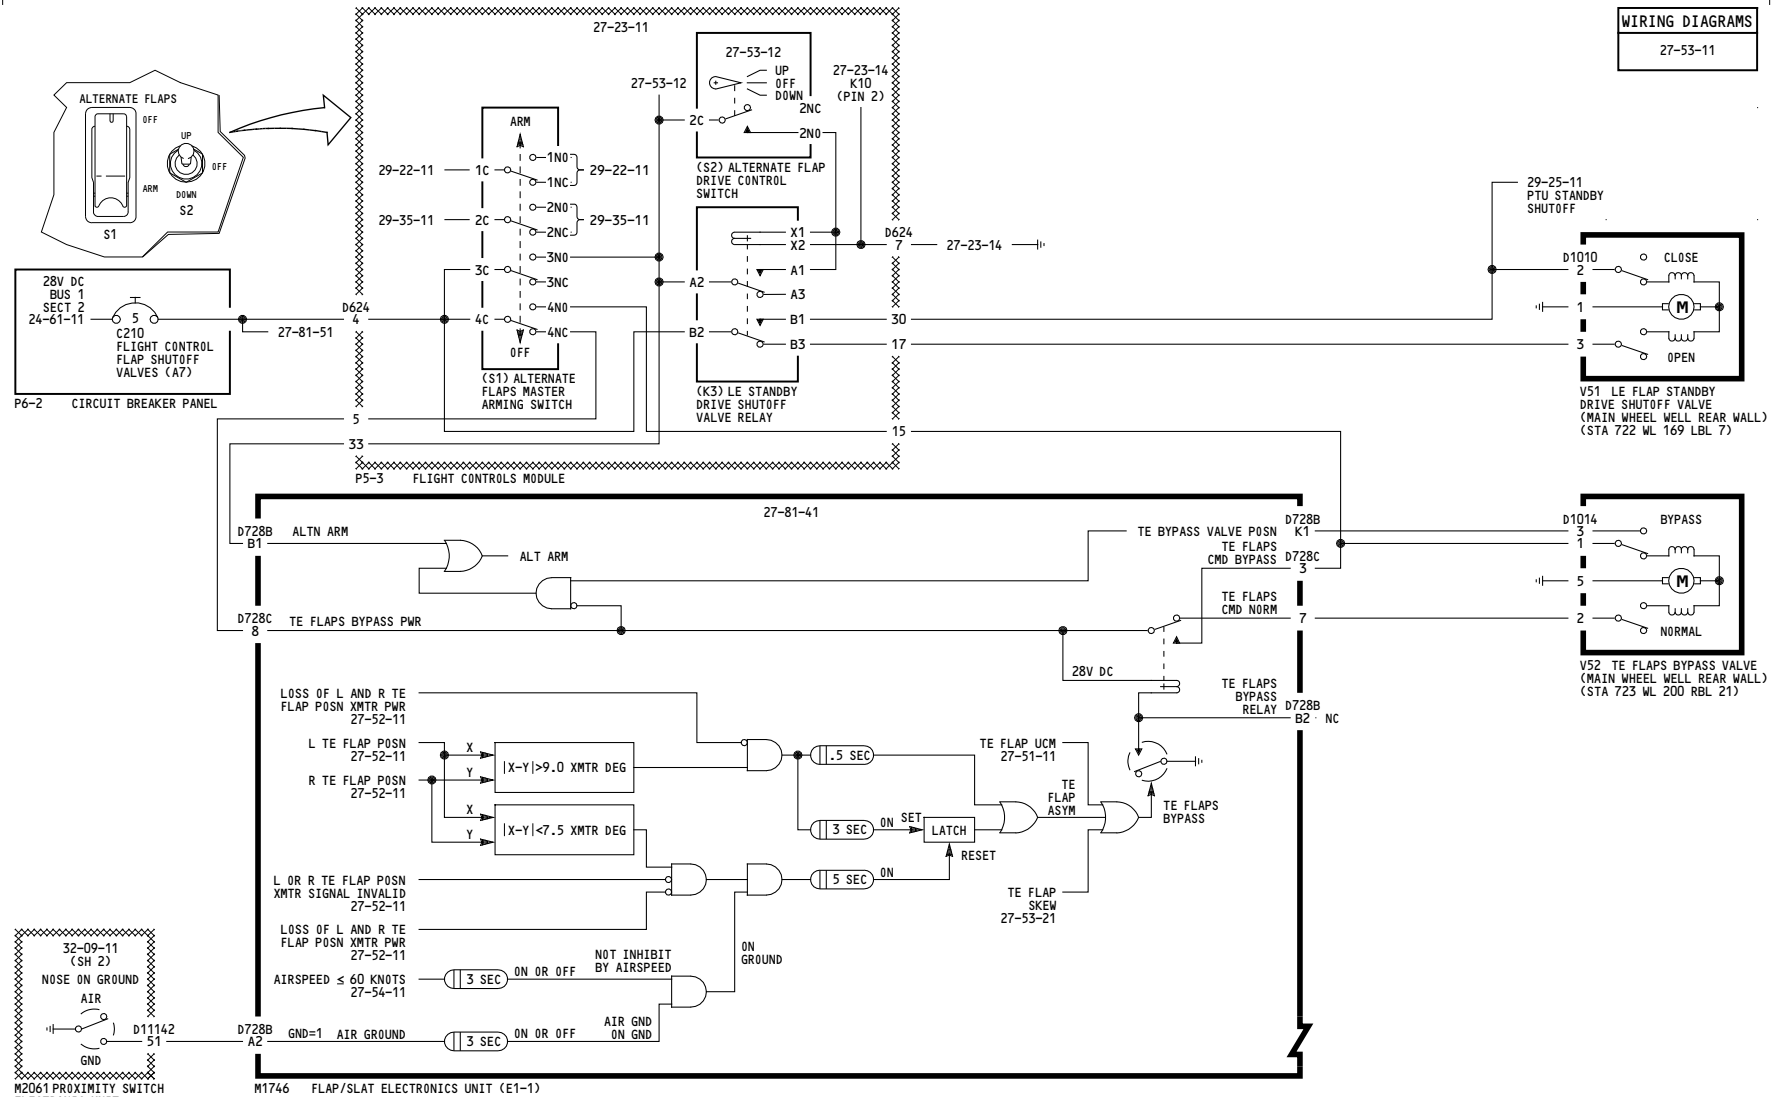 WIRING DIAGRAMS
27-53-11
27-23-11
ALTERNATE FLAPS
OFF
ARM
S1
UP
OFF
DOWN
S2
28V DC
BUS 1
SECT 2
24-61-11
5
C210
FLIGHT CONTROL
FLAP SHUTOFF
VALVES (A7)
27-81-51
P6-2 CIRCUIT BREAKER PANEL
D624
4
5
33
ARM
OFF
29-22-11
1C
1NO
1NC
29-22-11
29-35-11
2C
2NO
2NC
29-35-11
3C
3NO
3NC
4C
4NO
4NC
(S1) ALTERNATE
FLAPS MASTER
ARMING SWITCH
27-53-12
27-53-12
UP
OFF
DOWN
2C
2NC
2NO
(S2) ALTERNATE FLAP
DRIVE CONTROL
SWITCH
27-23-14
K10
(PIN 2)
X1
X2
A1
A2
A3
B1
B2
B3
(K3) LE STANDBY
DRIVE SHUTOFF
VALVE RELAY
D624
7
27-23-14
30
17
15
P5-3 FLIGHT CONTROLS MODULE
29-25-11
PTU STANDBY
SHUTOFF
D1010
2
1
3
CLOSE
M
OPEN
V51 LE FLAP STANDBY
DRIVE SHUTOFF VALVE
(MAIN WHEEL WELL REAR WALL)
(STA 722 WL 169 LBL 7)
27-81-41
D728B
B1
ALTN ARM
ALT ARM
D728C
8
TE FLAPS BYPASS PWR
TE BYPASS VALVE POSN
D728B
K1
TE FLAPS
CMD BYPASS
D728C
3
TE FLAPS
CMD NORM
7
28V DC
TE FLAPS
BYPASS
RELAY
D728B
B2
NC
D1014
3
1
5
2
BYPASS
M
NORMAL
V52 TE FLAPS BYPASS VALVE
(MAIN WHEEL WELL REAR WALL)
(STA 723 WL 200 RBL 21)
LOSS OF L AND R TE
FLAP POSN XMTR PWR
27-52-11
L TE FLAP POSN
27-52-11
R TE FLAP POSN
27-52-11
X
Y
|X-Y|>9.0 XMTR DEG
X
Y
|X-Y|<7.5 XMTR DEG
.5 SEC
3 SEC
ON
SET
LATCH
RESET
5 SEC
ON
TE FLAP UCM
27-51-11
TE
FLAP
ASYM
TE FLAPS
BYPASS
TE FLAP
SKEW
27-53-21
L OR R TE FLAP POSN
XMTR SIGNAL INVALID
27-52-11
LOSS OF L AND R TE
FLAP POSN XMTR PWR
27-52-11
AIRSPEED ≤ 60 KNOTS
27-54-11
3 SEC
ON OR OFF
NOT INHIBIT
BY AIRSPEED
ON
GROUND
32-09-11
(SH 2)
NOSE ON GROUND
AIR
GND
D11142
51
D728B
A2
GND=1
AIR GROUND
3 SEC
ON OR OFF
AIR GND
ON GND
M2061 PROXIMITY SWITCH
M1746 FLAP/SLAT ELECTRONICS UNIT (E1-1)